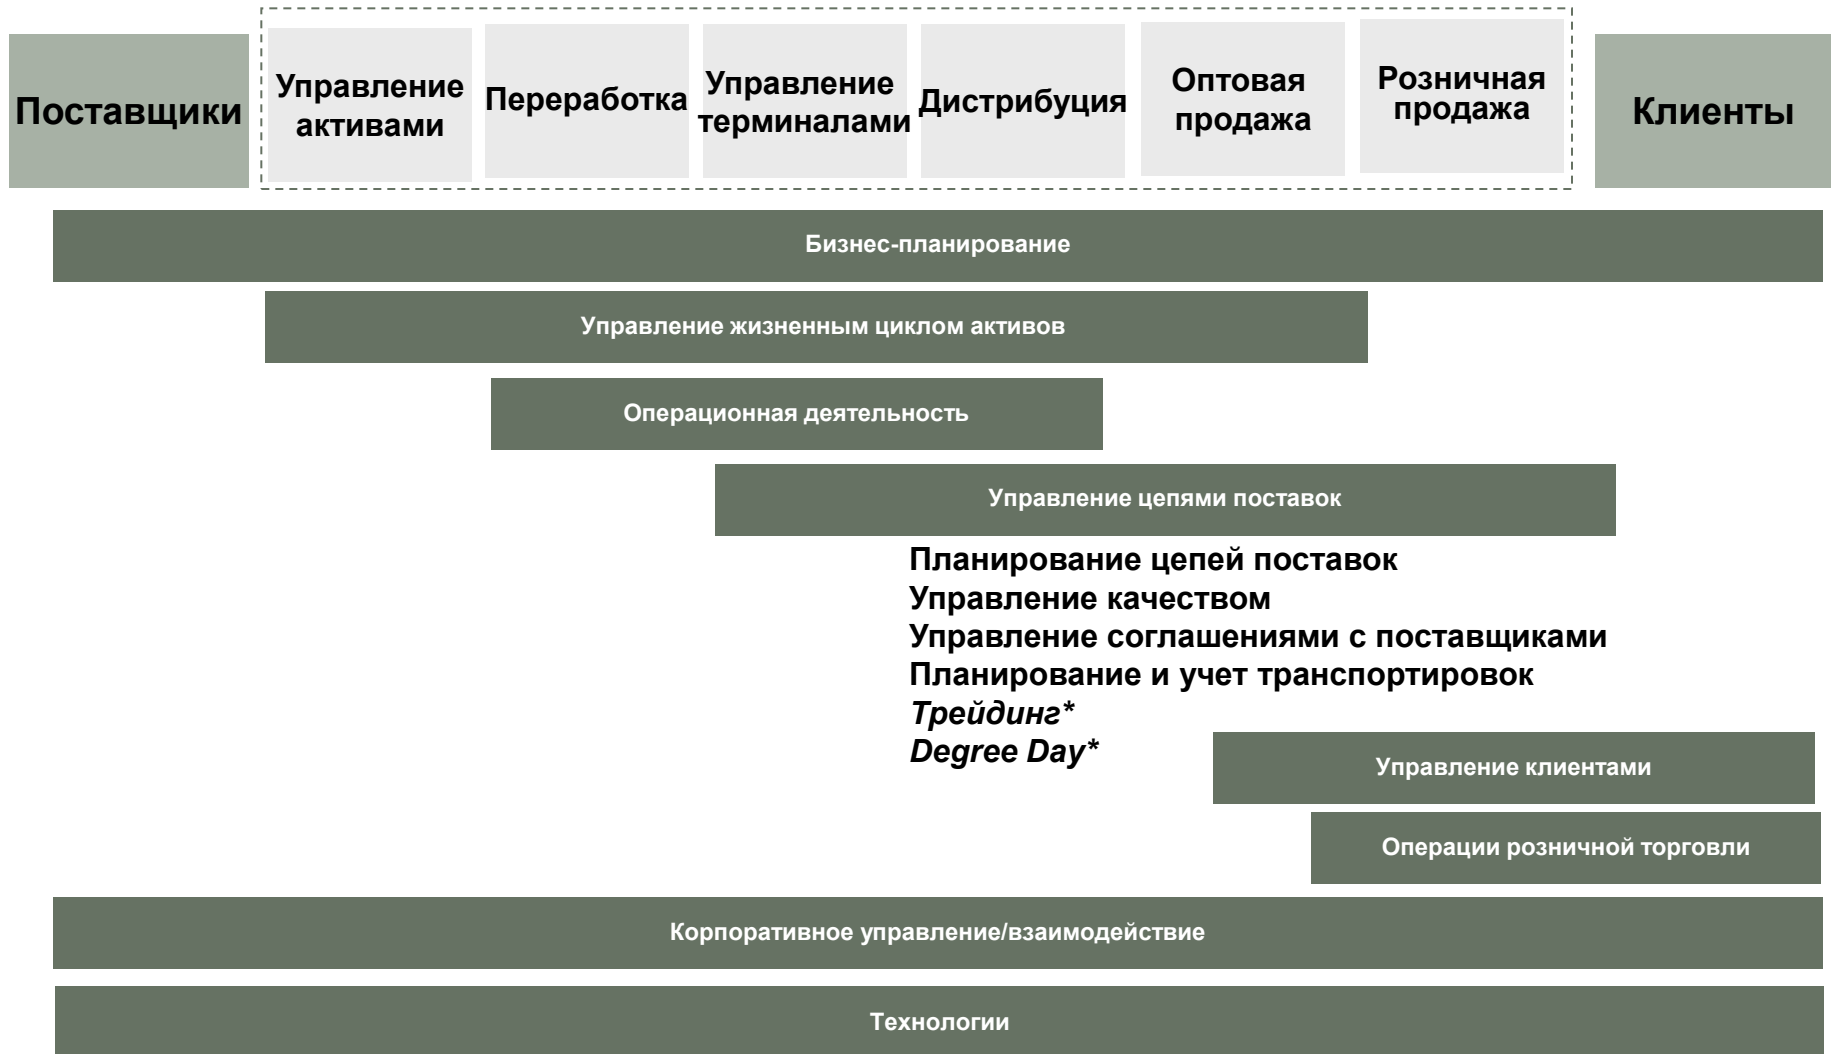 Поставщики
Управление
активами
Переработка
Управление
терминалами
Дистрибуция
Оптовая
продажа
Розничная
продажа
Клиенты
Бизнес-планирование
Управление жизненным циклом активов
Операционная деятельность
Управление цепями поставок
Планирование цепей поставок
Управление качеством
Управление соглашениями с поставщиками
Планирование и учет транспортировок
Трейдинг*
Degree Day*
Управление клиентами
Операции розничной торговли
Корпоративное управление/взаимодействие
Технологии